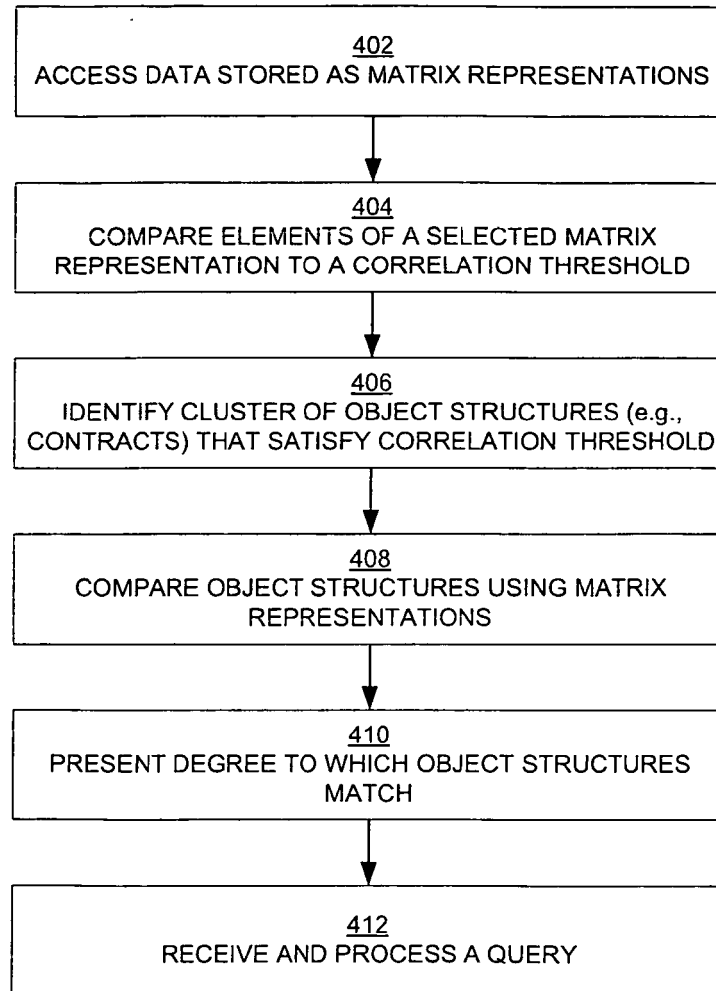 402
ACCESS DATA STORED AS MATRIX REPRESENTATIONS
404
COMPARE ELEMENTS OF A SELECTED MATRIX
REPRESENTATION TO A CORRELATION THRESHOLD
406
IDENTIFY CLUSTER OF OBJECT STRUCTURES (e.g.,
CONTRACTS) THAT SATISFY CORRELATION THRESHOLD
408
COMPARE OBJECT STRUCTURES USING MATRIX
REPRESENTATIONS
410
PRESENT DEGREE TO WHICH OBJECT STRUCTURES
MATCH
412
RECEIVE AND PROCESS A QUERY